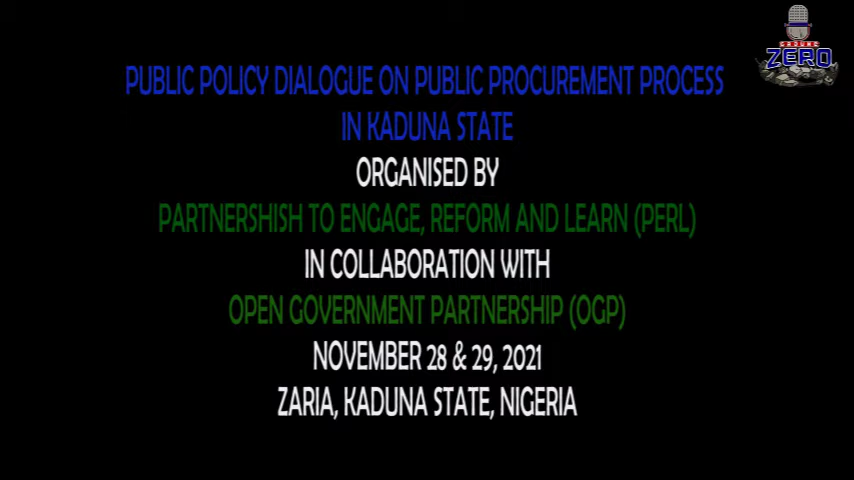 GROUND
ZERO
PUBLIC POLICY DIALOGUE ON PUBLIC PROCUREMENT PROCESS
IN KADUNA STATE
ORGANISED BY
PARTNERSHISH TO ENGAGE, REFORM AND LEARN (PERL)
IN COLLABORATION WITH
OPEN GOVERNMENT PARTNERSHIP (OGP)
NOVEMBER 28 & 29, 2021
ZARIA, KADUNA STATE, NIGERIA